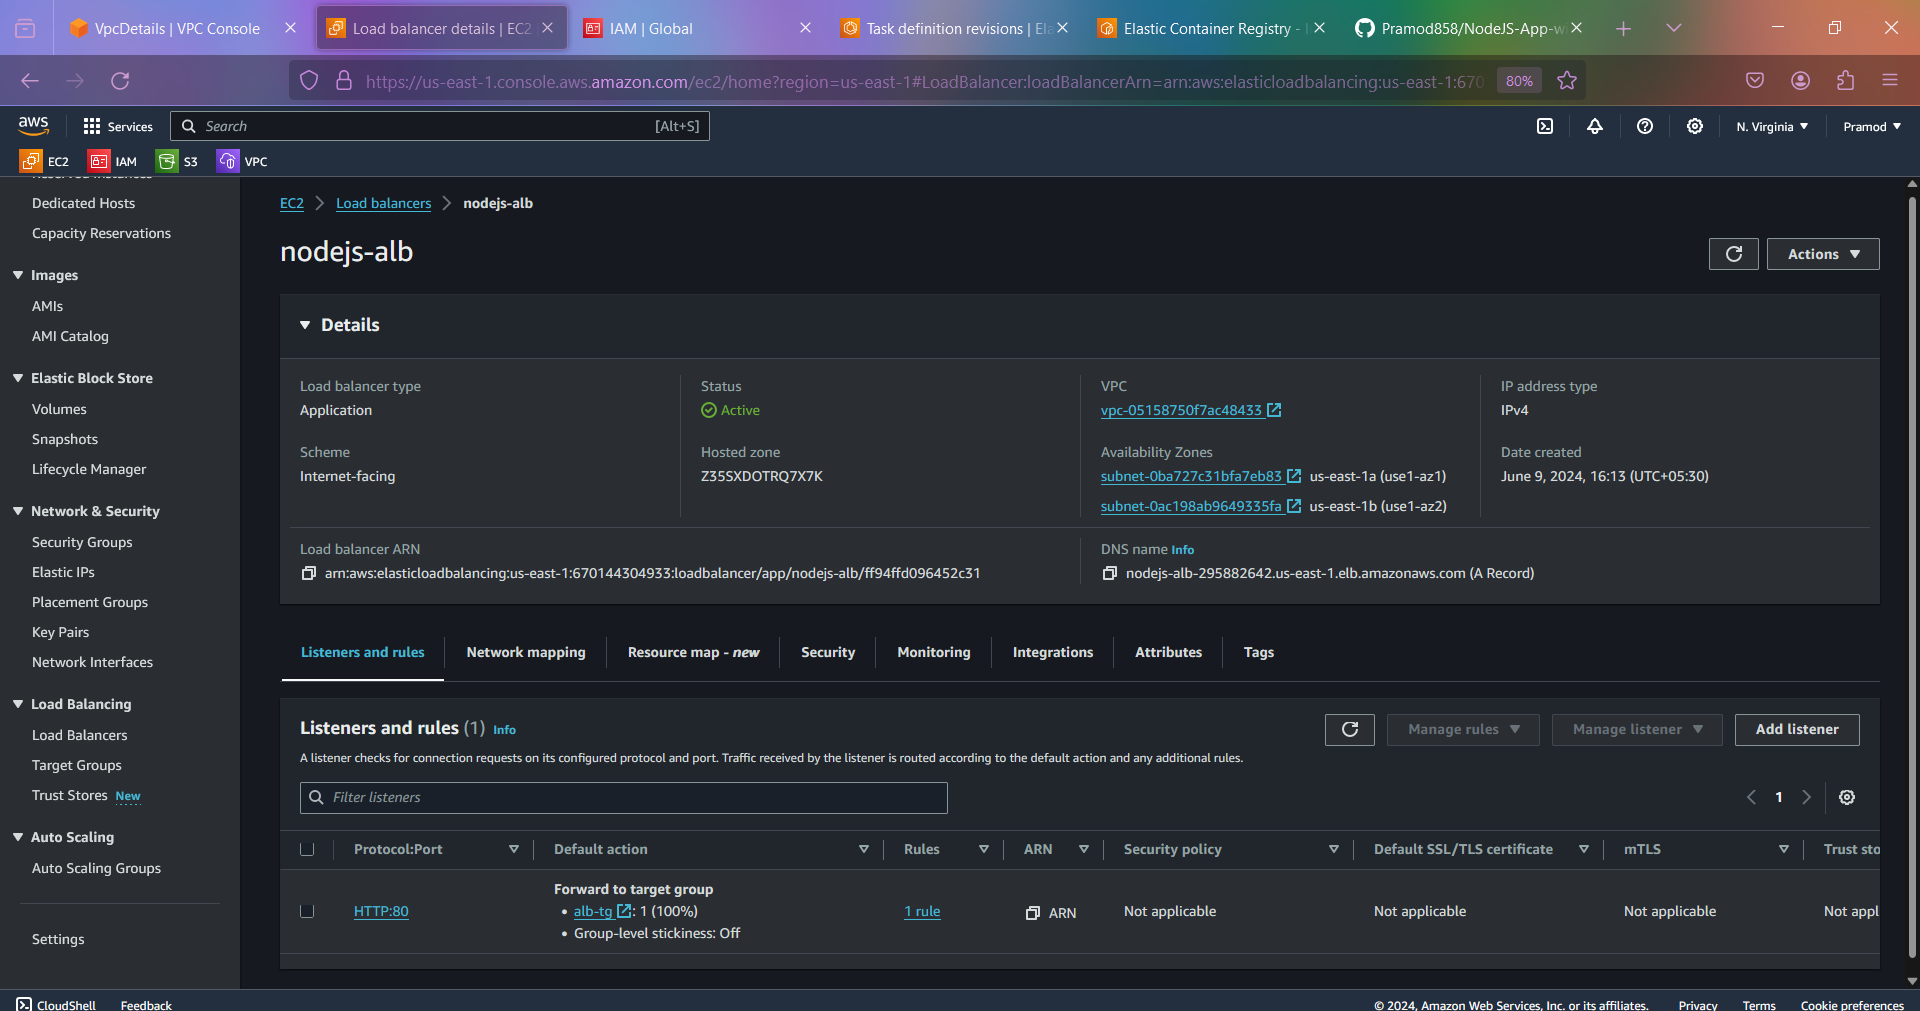 VpcDetails | VPC Console
Load balancer details | EC2
IAM | Global
Task definition revisions | Ela
Elastic Container Registry -
Pramod858/NodeJS-App-w
https://us-east-1.console.aws.amazon.com/ec2/home?region=us-east-1#LoadBalancer:loadBalancerArn=arn:aws:elasticloadbalancing:us-east-1:670
80%
aws
Services
Search
[Alt+S]
N. Virginia
Pramod
EC2
IAM
S3
VPC
Reserved Instances
Dedicated Hosts
Capacity Reservations
Images
AMIs
AMI Catalog
Elastic Block Store
Volumes
Snapshots
Lifecycle Manager
Network & Security
Security Groups
Elastic IPs
Placement Groups
Key Pairs
Network Interfaces
Load Balancing
Load Balancers
Target Groups
Trust Stores New
Auto Scaling
Auto Scaling Groups
Settings
EC2
Load balancers
nodejs-alb
nodejs-alb
Actions
Details
Load balancer type
Application
Status
Active
VPC
vpc-05158750f7ac48433
IP address type
IPv4
Scheme
Internet-facing
Hosted zone
Z35SXDOTRQ7X7K
Availability Zones
subnet-0ba727c31bfa7eb83 us-east-1a (use1-az1)
subnet-0ac198ab9649335fa us-east-1b (use1-az2)
Date created
June 9, 2024, 16:13 (UTC+05:30)
Load balancer ARN
arn:aws:elasticloadbalancing:us-east-1:670144304933:loadbalancer/app/nodejs-alb/ff94ffd096452c31
DNS name Info
nodejs-alb-295882642.us-east-1.elb.amazonaws.com (A Record)
Listeners and rules
Network mapping
Resource map - new
Security
Monitoring
Integrations
Attributes
Tags
Listeners and rules (1) Info
Manage rules
Manage listener
Add listener
A listener checks for connection requests on its configured protocol and port. Traffic received by the listener is routed according to the default action and any additional rules.
Filter listeners
1
Protocol:Port
Default action
Rules
ARN
Security policy
Default SSL/TLS certificate
mTLS
Trust sto
HTTP:80
Forward to target group
• alb-tg : 1 (100%)
• Group-level stickiness: Off
1 rule
ARN
Not applicable
Not applicable
Not applicable
Not appl
CloudShell
Feedback
© 2024, Amazon Web Services, Inc. or its affiliates.
Privacy
Terms
Cookie preferences